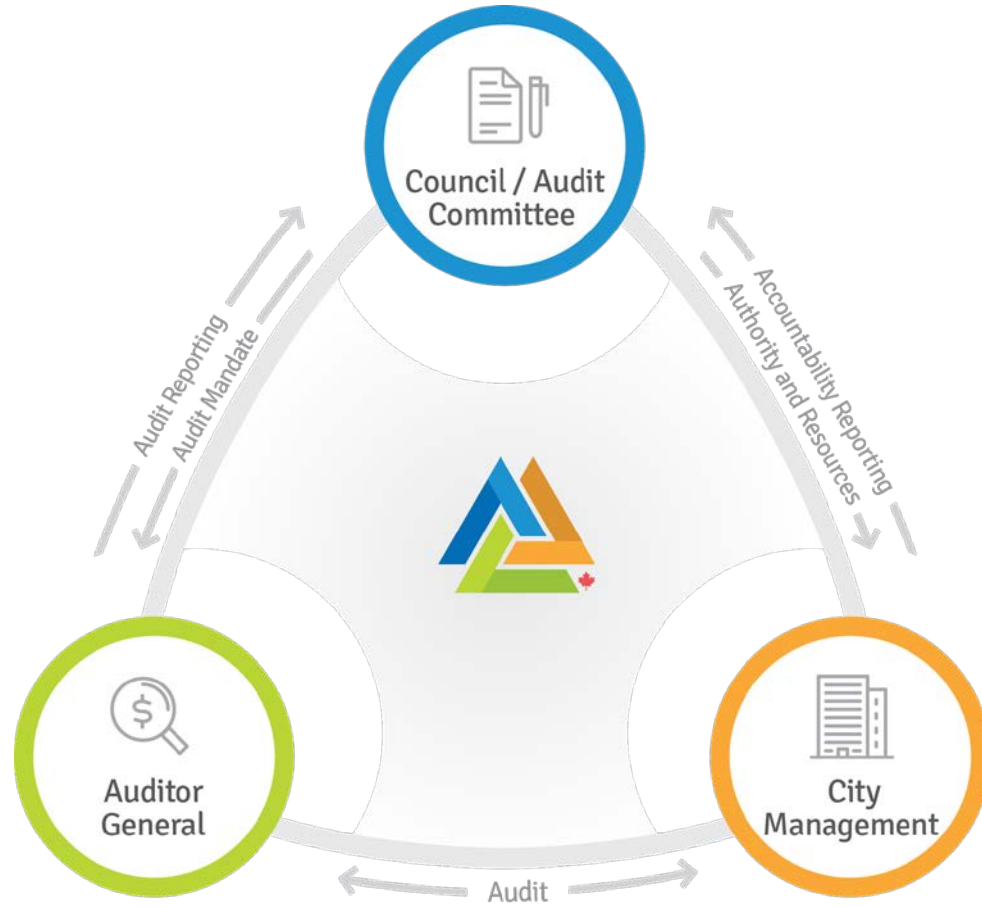 Council / Audit
Committee
Audit Reporting
Audit Mandate
Accountability Reporting
Authority and Resources
$
Auditor
General
City
Management
Audit